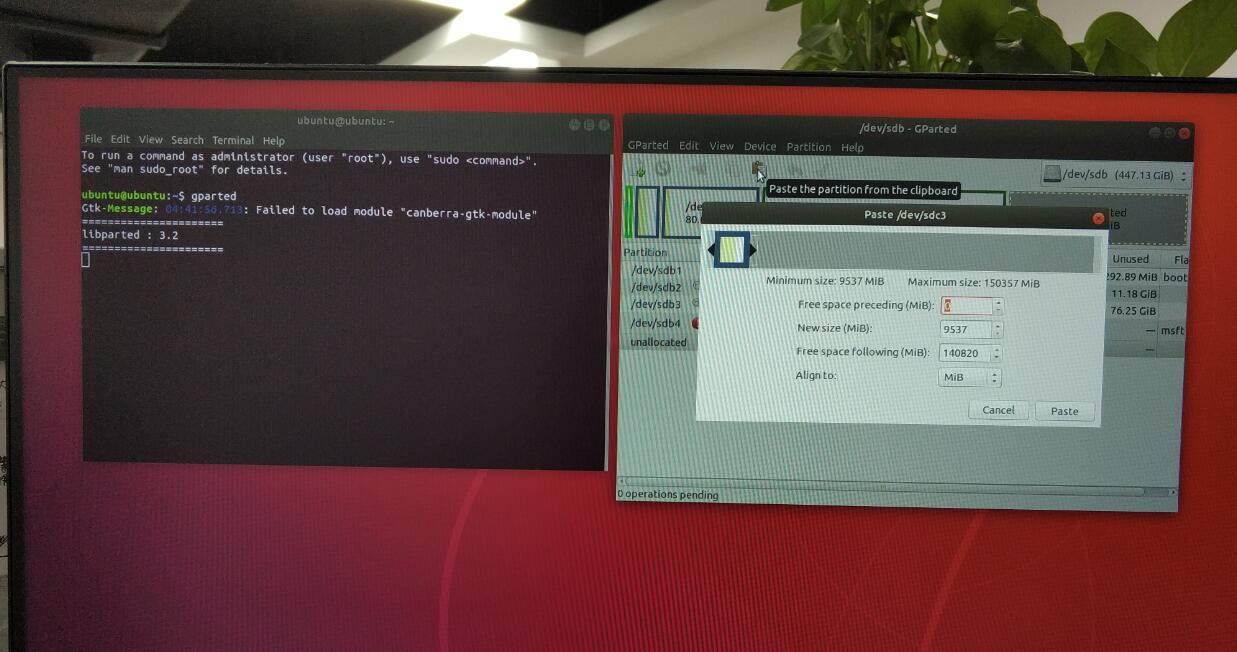 ubuntu@ubuntu: ~
File Edit View Search Terminal Help
To run a command as administrator (user "root"), use "sudo <command>".
See "man sudo_root" for details.
ubuntu@ubuntu:~$ gparted
Gtk-Message: 04:41:56.713: Failed to load module "canberra-gtk-module"
======================
libparted : 3.2
======================
/dev/sdb - GParted
GParted Edit View Device Partition Help
/dev/sdb (447.13 GiB)
Paste the partition from the clipboard
/de
80.
ted
iB
Partition
/dev/sdb1
/dev/sdb2
/dev/sdb3
/dev/sdb4
unallocated
Unused Fla
292.89 MiB boot
11.18 GiB
76.25 GiB
— msft
—
Paste /dev/sdc3
Minimum size: 9537 MiB Maximum size: 150357 MiB
Free space preceding (MiB): 0
New size (MiB): 9537
Free space following (MiB): 140820
Align to: MiB
Cancel Paste
0 operations pending